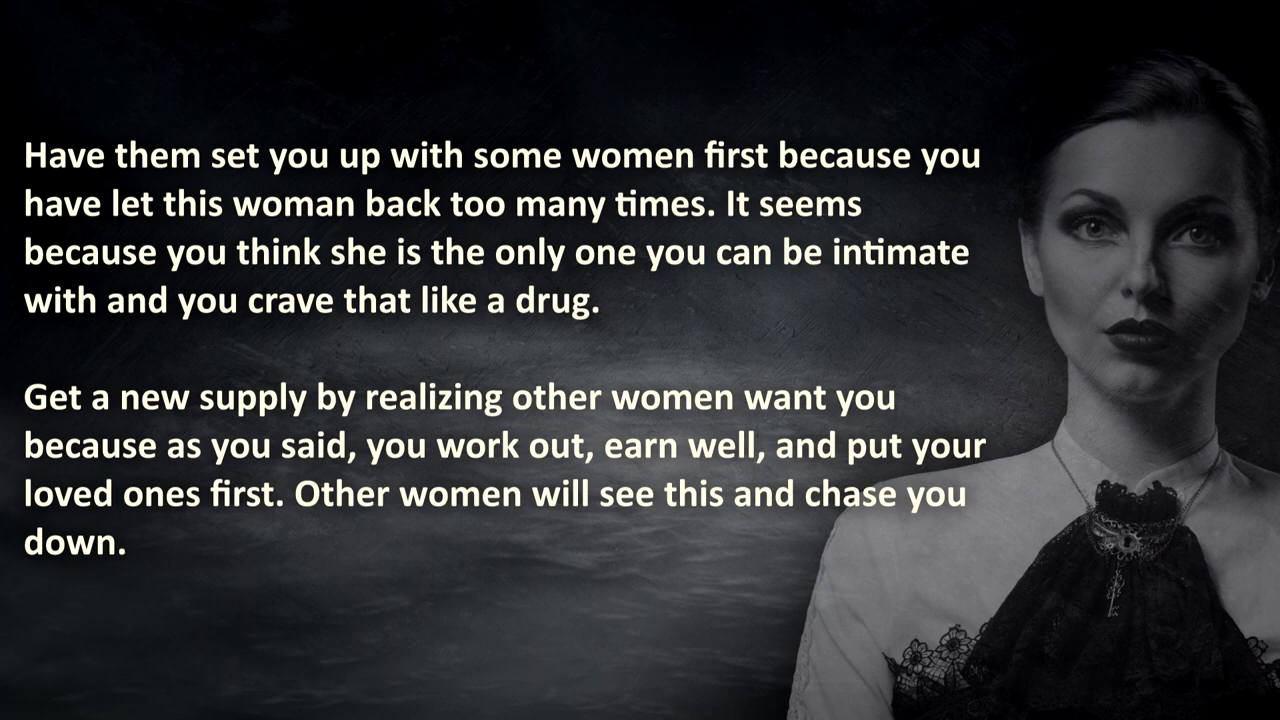 Have them set you up with some women first because you
have let this woman back too many times. It seems
because you think she is the only one you can be intimate
with and you crave that like a drug.
Get a new supply by realizing other women want you
because as you said, you work out, earn well, and put your
loved ones first. Other women will see this and chase you
down.